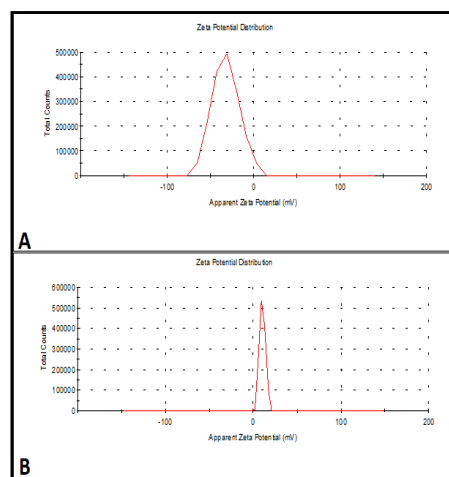 Zeta Potential Distribution
500000
400000
300000
200000
100000
0
Total Counts
-100 0 100 200
Apparent Zeta Potential (mV)
A
Zeta Potential Distribution
600000
500000
400000
300000
200000
100000
0
Total Counts
-100 0 100 200
Apparent Zeta Potential (mV)
B